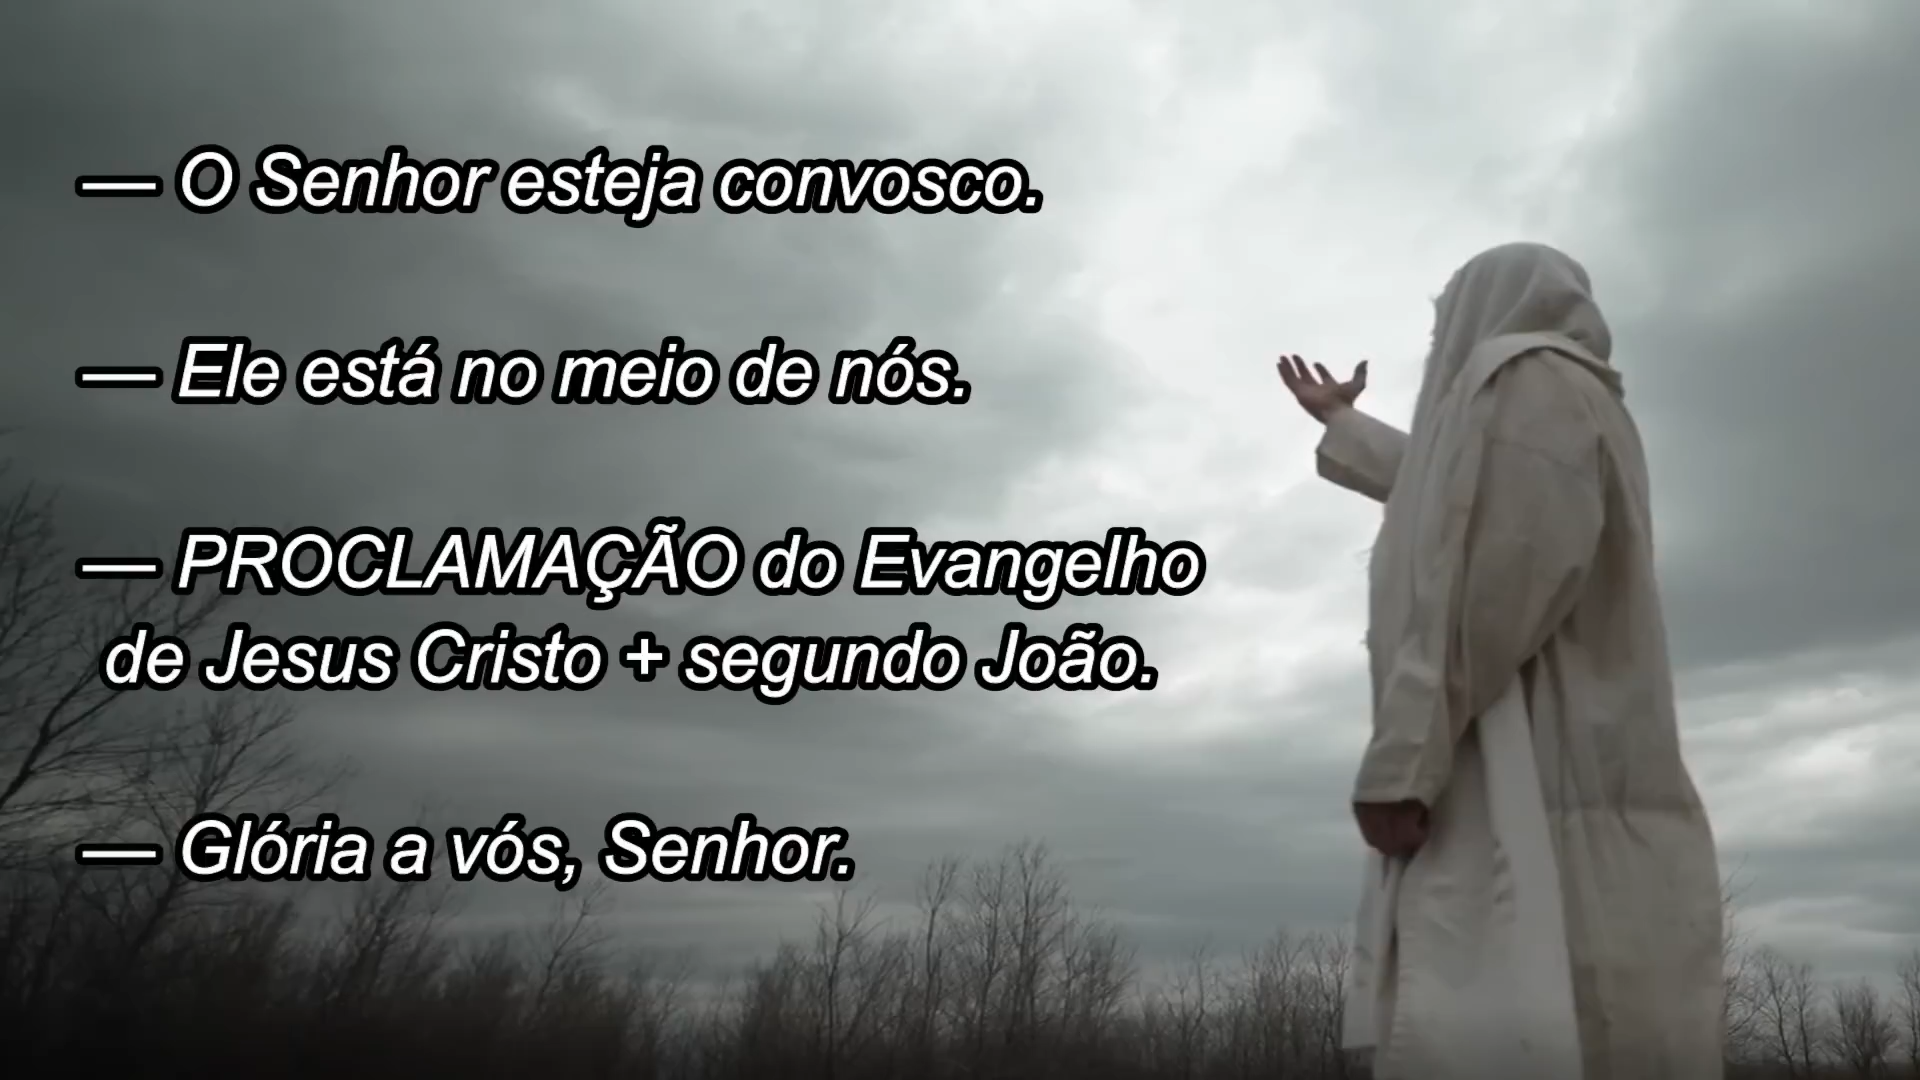 — O Senhor esteja convosco.
— Ele está no meio de nós.
— PROCLAMAÇÃO do Evangelho
de Jesus Cristo + segundo João.
— Glória a vós, Senhor.